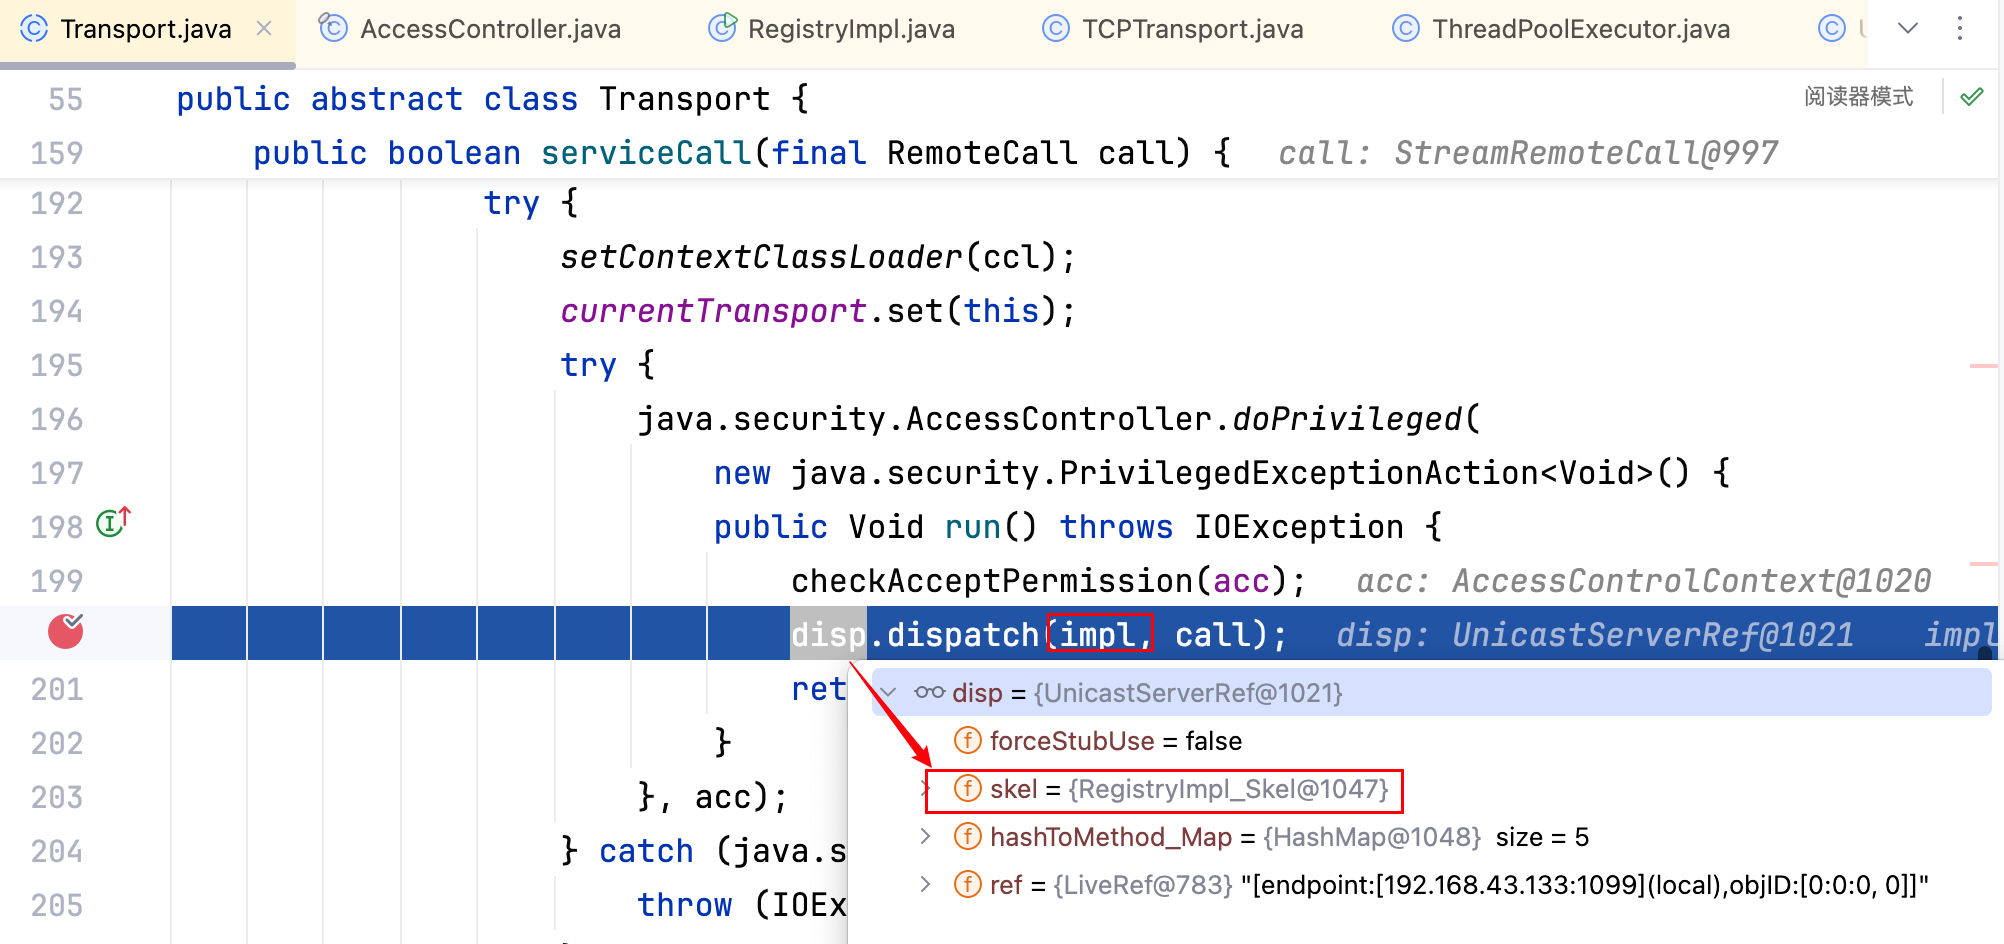 Transport.java AccessController.java RegistryImpl.java TCPTransport.java ThreadPoolExecutor.java
55 public abstract class Transport { 阅读器模式
159 public boolean serviceCall(final RemoteCall call) { call: StreamRemoteCall@997
192 try {
193 setContextClassLoader(ccl);
194 currentTransport.set(this);
195 try {
196 java.security.AccessController.doPrivileged(
197 new java.security.PrivilegedExceptionAction<Void>() {
198 public Void run() throws IOException {
199 checkAcceptPermission(acc); acc: AccessControlContext@1020
disp.dispatch(impl, call); disp: UnicastServerRef@1021 impl
201 ret
disp = {UnicastServerRef@1021}
202 }
forceStubUse = false
203 }, acc);
skel = {RegistryImpl_Skel@1047}
204 } catch (java.s
hashToMethod_Map = {HashMap@1048} size = 5
205 throw (IOEx
ref = {LiveRef@783} "[endpoint:[192.168.43.133:1099](local),objID:[0:0:0, 0]]"